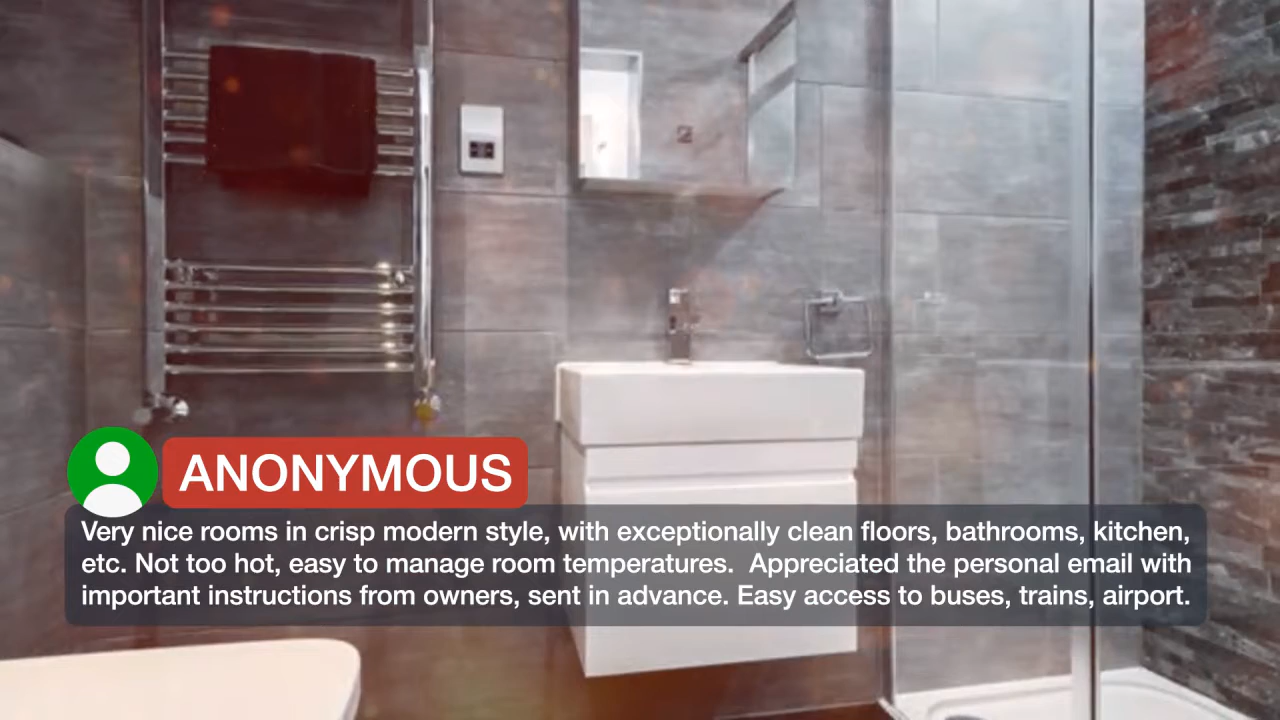 ANONYMOUS
Very nice rooms in crisp modern style, with exceptionally clean floors, bathrooms, kitchen,
etc. Not too hot, easy to manage room temperatures.  Appreciated the personal email with
important instructions from owners, sent in advance. Easy access to buses, trains, airport.